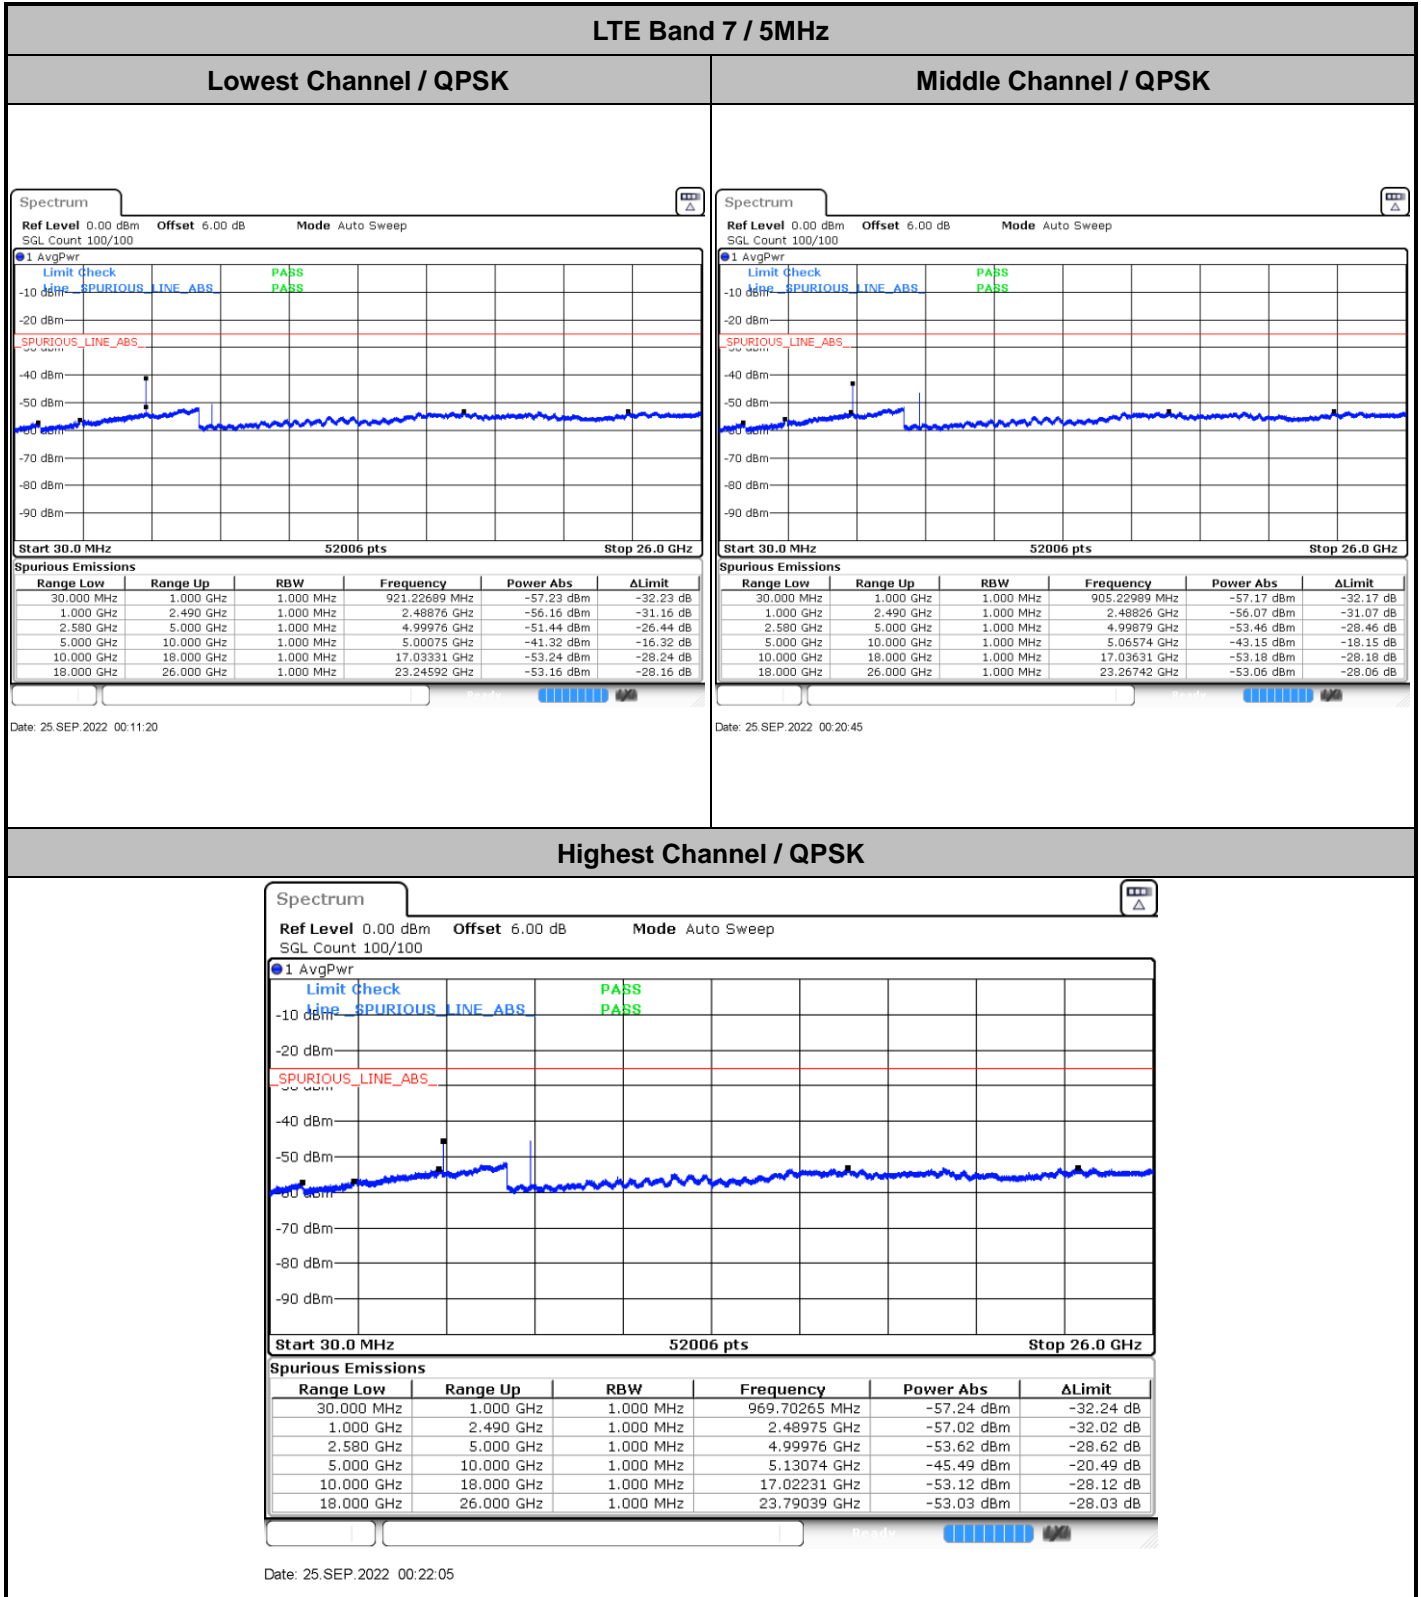 LTE Band 7 / 5MHz
Lowest Channel / QPSK
Middle Channel / QPSK
Spectrum
Ref Level 0.00 dBm Offset 6.00 dB Mode Auto Sweep
SGL Count 100/100
1 AvgPwr
Limit Check PASS
Line _SPURIOUS_LINE_ABS_ PASS
-10 dBm
-20 dBm
_SPURIOUS_LINE_ABS_
-30 dBm
-40 dBm
-50 dBm
-60 dBm
-70 dBm
-80 dBm
-90 dBm
Start 30.0 MHz 52006 pts Stop 26.0 GHz
Spurious Emissions
Range Low Range Up RBW Frequency Power Abs ΔLimit
30.000 MHz 1.000 GHz 1.000 MHz 921.22689 MHz -57.23 dBm -32.23 dB
1.000 GHz 2.490 GHz 1.000 MHz 2.48876 GHz -56.16 dBm -31.16 dB
2.580 GHz 5.000 GHz 1.000 MHz 4.99976 GHz -51.44 dBm -26.44 dB
5.000 GHz 10.000 GHz 1.000 MHz 5.00075 GHz -41.32 dBm -16.32 dB
10.000 GHz 18.000 GHz 1.000 MHz 17.03331 GHz -53.24 dBm -28.24 dB
18.000 GHz 26.000 GHz 1.000 MHz 23.24592 GHz -53.16 dBm -28.16 dB
Ready
Date: 25.SEP.2022 00:11:20
Spectrum
Ref Level 0.00 dBm Offset 6.00 dB Mode Auto Sweep
SGL Count 100/100
1 AvgPwr
Limit Check PASS
Line _SPURIOUS_LINE_ABS_ PASS
-10 dBm
-20 dBm
_SPURIOUS_LINE_ABS_
-30 dBm
-40 dBm
-50 dBm
-60 dBm
-70 dBm
-80 dBm
-90 dBm
Start 30.0 MHz 52006 pts Stop 26.0 GHz
Spurious Emissions
Range Low Range Up RBW Frequency Power Abs ΔLimit
30.000 MHz 1.000 GHz 1.000 MHz 905.22989 MHz -57.17 dBm -32.17 dB
1.000 GHz 2.490 GHz 1.000 MHz 2.48826 GHz -56.07 dBm -31.07 dB
2.580 GHz 5.000 GHz 1.000 MHz 4.99879 GHz -53.46 dBm -28.46 dB
5.000 GHz 10.000 GHz 1.000 MHz 5.06574 GHz -43.15 dBm -18.15 dB
10.000 GHz 18.000 GHz 1.000 MHz 17.03631 GHz -53.18 dBm -28.18 dB
18.000 GHz 26.000 GHz 1.000 MHz 23.26742 GHz -53.06 dBm -28.06 dB
Ready
Date: 25.SEP.2022 00:20:45
Highest Channel / QPSK
Spectrum
Ref Level 0.00 dBm Offset 6.00 dB Mode Auto Sweep
SGL Count 100/100
1 AvgPwr
Limit Check PASS
Line _SPURIOUS_LINE_ABS_ PASS
-10 dBm
-20 dBm
_SPURIOUS_LINE_ABS_
-30 dBm
-40 dBm
-50 dBm
-60 dBm
-70 dBm
-80 dBm
-90 dBm
Start 30.0 MHz 52006 pts Stop 26.0 GHz
Spurious Emissions
Range Low Range Up RBW Frequency Power Abs ΔLimit
30.000 MHz 1.000 GHz 1.000 MHz 969.70265 MHz -57.24 dBm -32.24 dB
1.000 GHz 2.490 GHz 1.000 MHz 2.48975 GHz -57.02 dBm -32.02 dB
2.580 GHz 5.000 GHz 1.000 MHz 4.99976 GHz -53.62 dBm -28.62 dB
5.000 GHz 10.000 GHz 1.000 MHz 5.13074 GHz -45.49 dBm -20.49 dB
10.000 GHz 18.000 GHz 1.000 MHz 17.02231 GHz -53.12 dBm -28.12 dB
18.000 GHz 26.000 GHz 1.000 MHz 23.79039 GHz -53.03 dBm -28.03 dB
Ready
Date: 25.SEP.2022 00:22:05